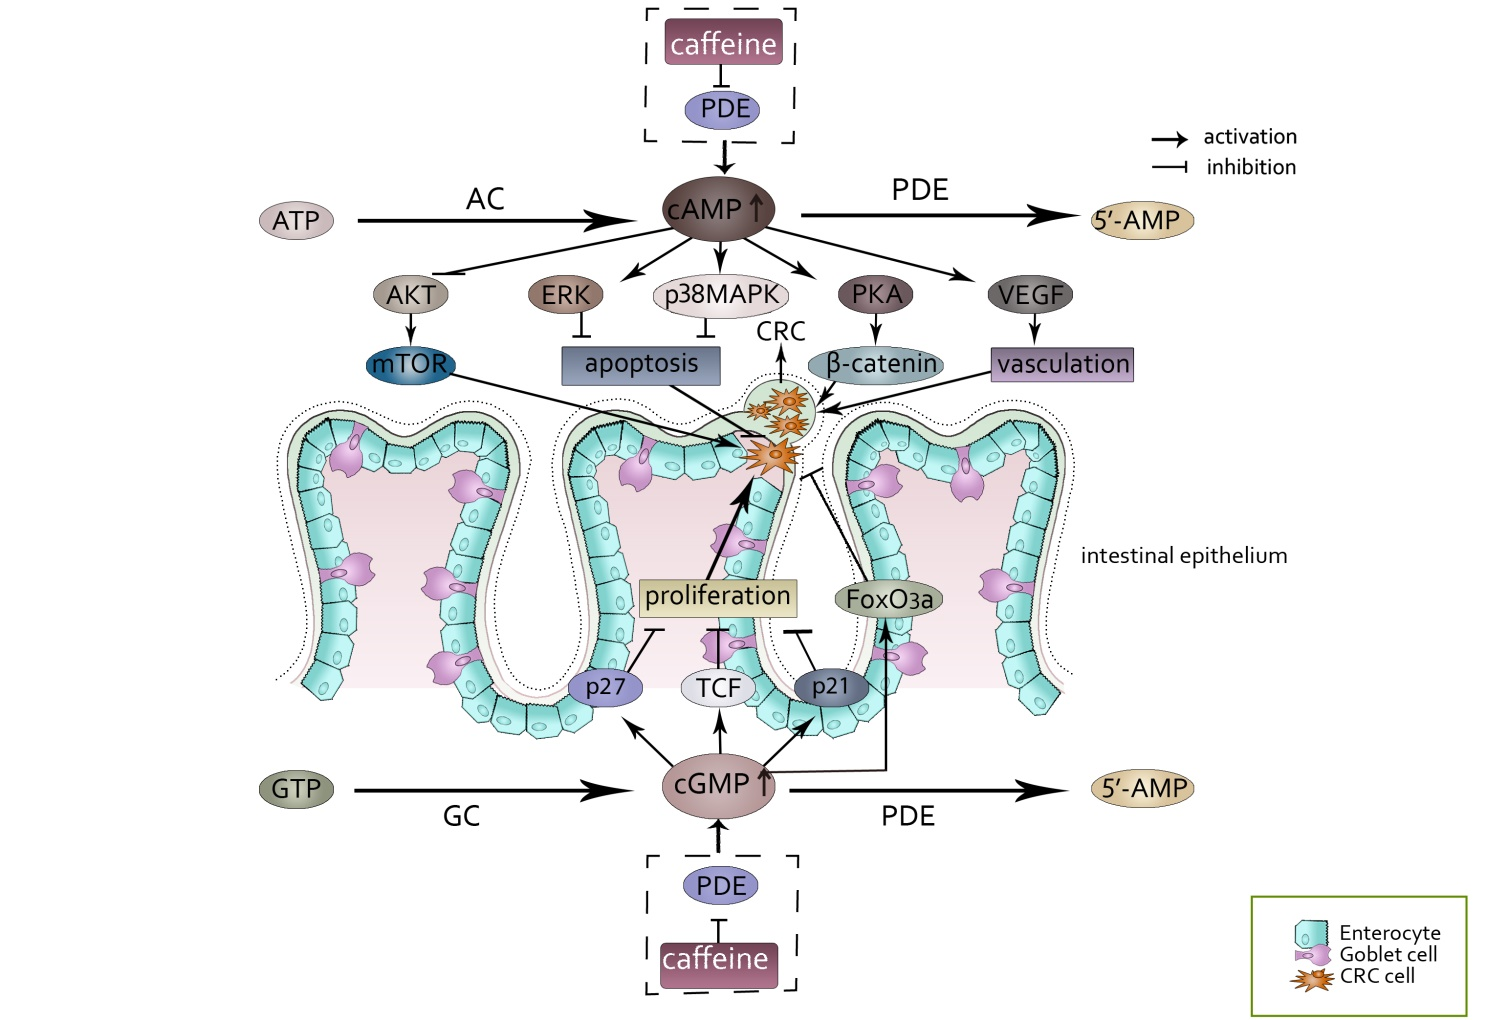 caffeine
PDE
activation
inhibition
AC
PDE
ATP
cAMP ↑
5′-AMP
AKT
ERK
p38MAPK
PKA
VEGF
CRC
mTOR
apoptosis
β-catenin
vasculation
intestinal epithelium
proliferation
FoxO3a
p27
TCF
p21
GTP
cGMP ↑
5′-AMP
GC
PDE
PDE
caffeine
Enterocyte
Goblet cell
CRC cell